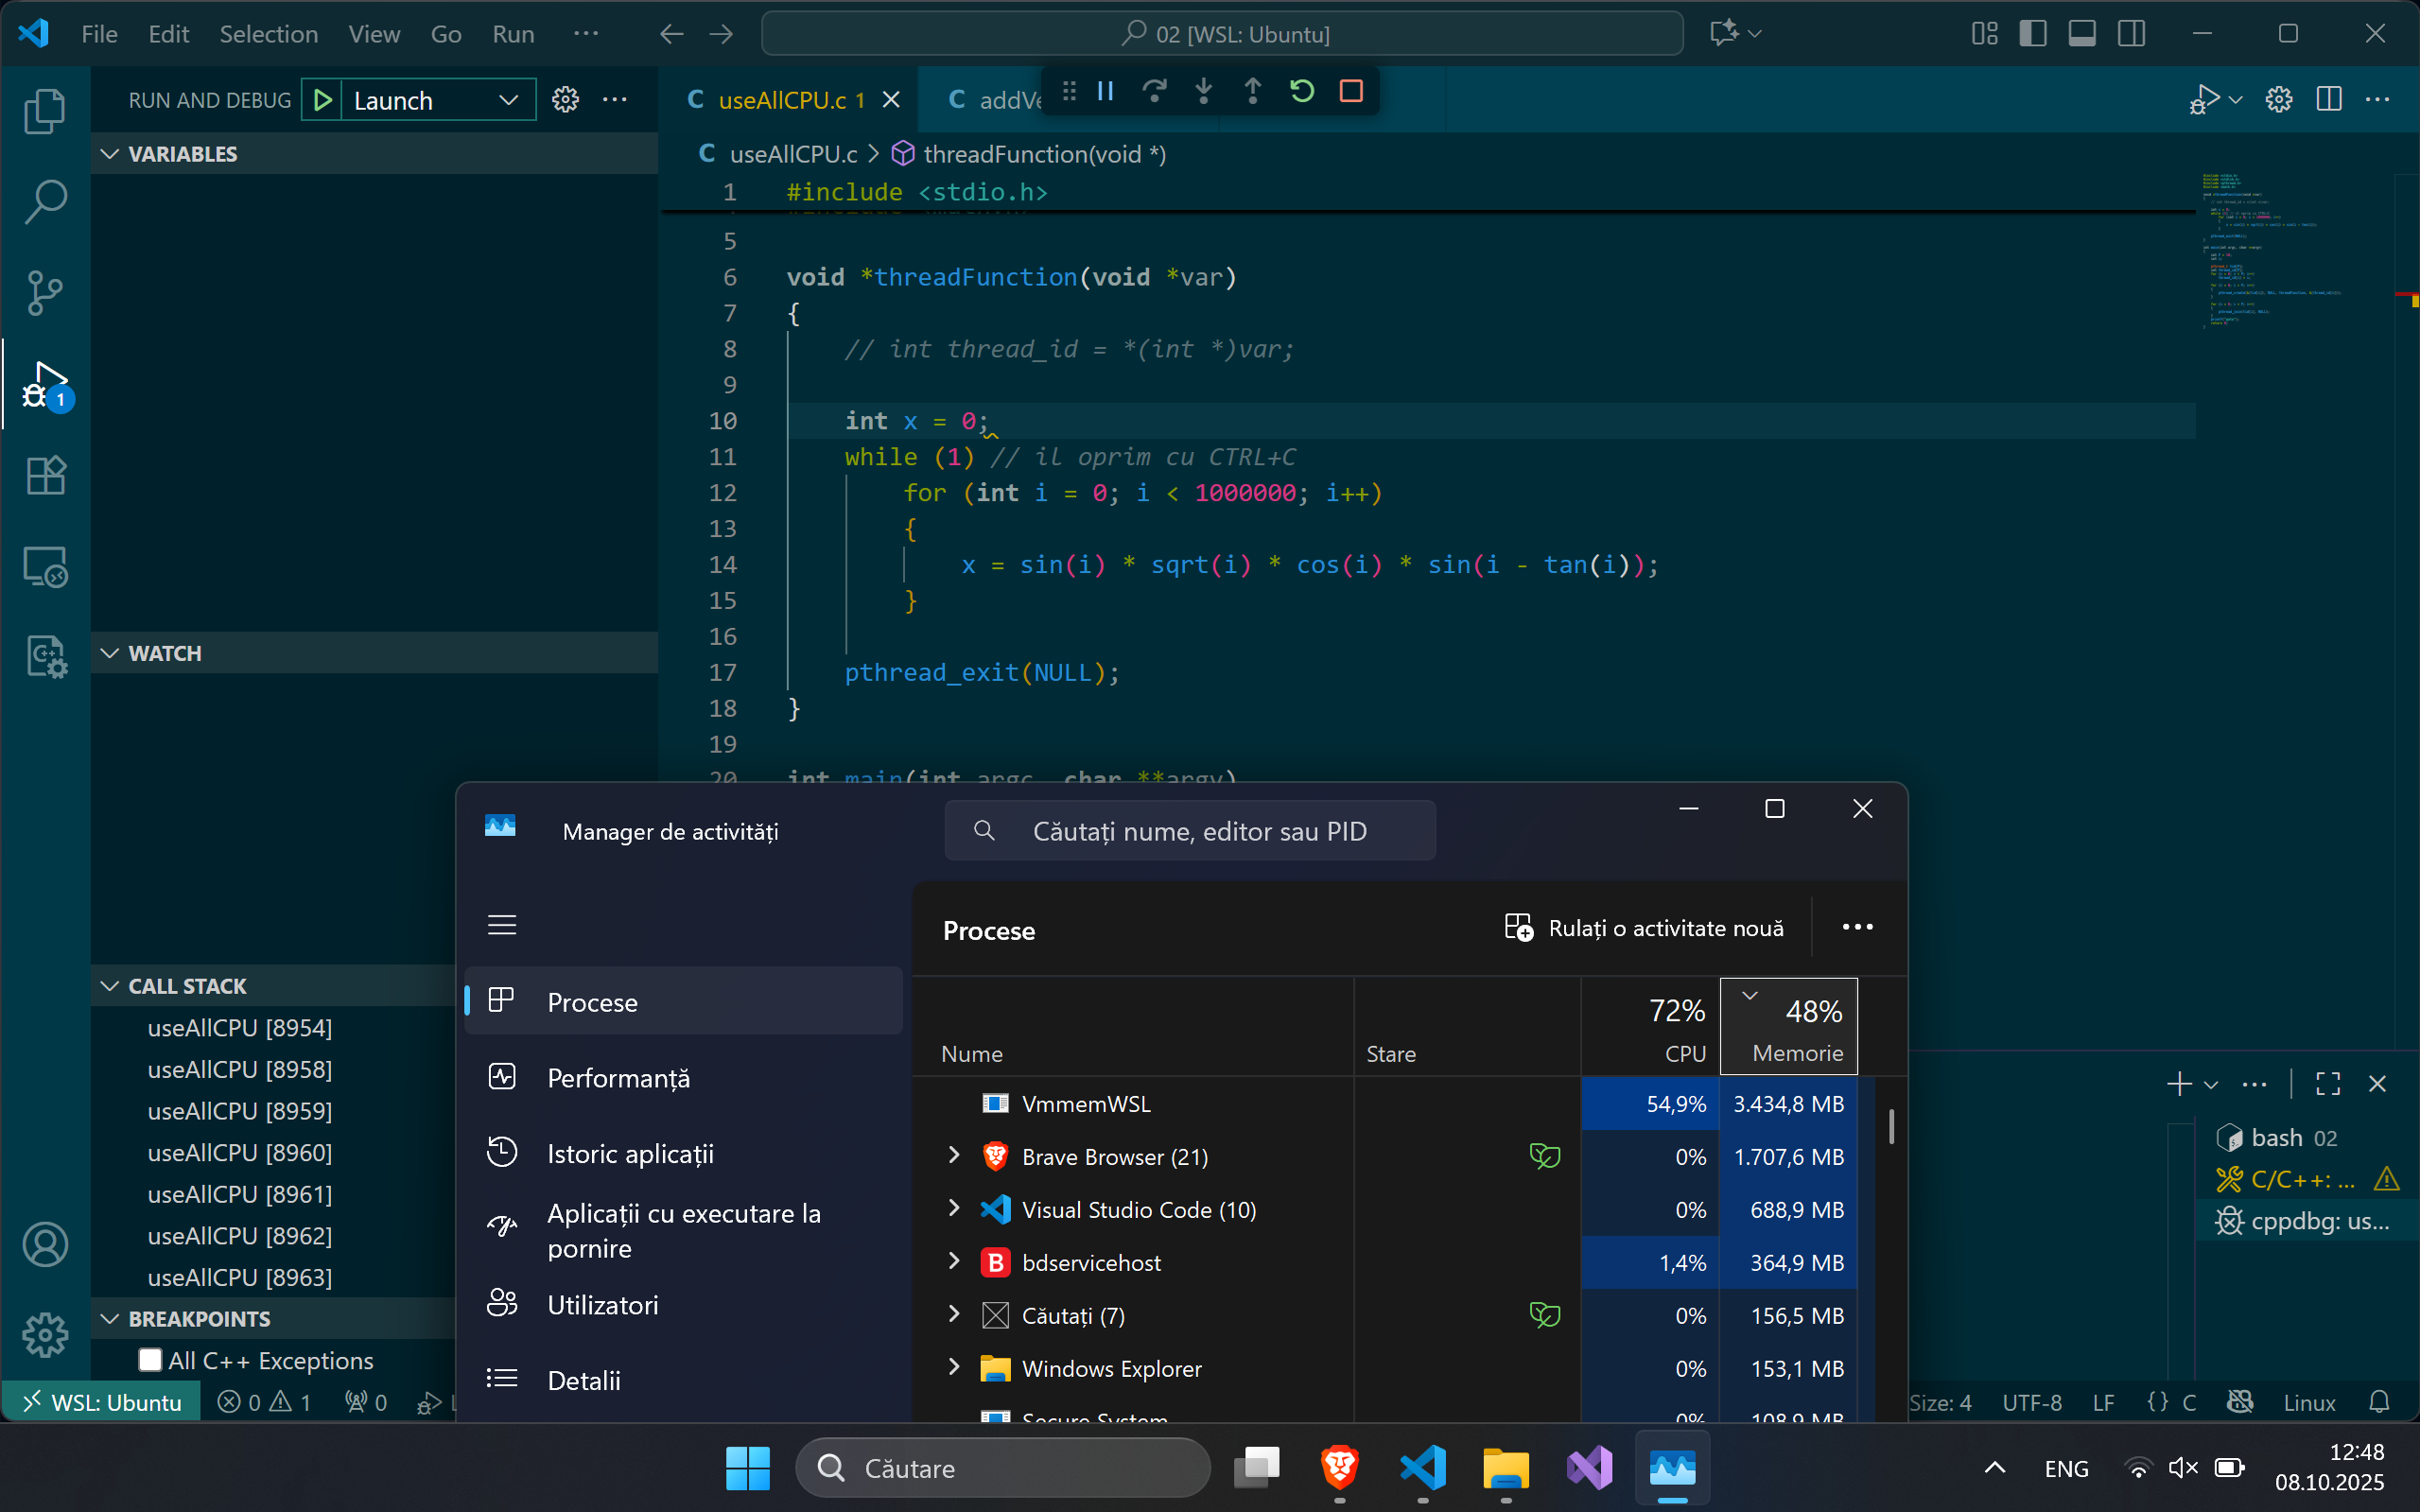 File Edit Selection View Go Run ···
02 [WSL: Ubuntu]
RUN AND DEBUG Launch
VARIABLES
WATCH
CALL STACK
useAllCPU [8954]
useAllCPU [8958]
useAllCPU [8959]
useAllCPU [8960]
useAllCPU [8961]
useAllCPU [8962]
useAllCPU [8963]
BREAKPOINTS
All C++ Exceptions
1
C useAllCPU.c 1
C addVe
C useAllCPU.c > threadFunction(void *)
1 #include <stdio.h>
5
6 void *threadFunction(void *var)
7 {
8 // int thread_id = *(int *)var;
9
10 int x = 0;
11 while (1) // il oprim cu CTRL+C
12 for (int i = 0; i < 1000000; i++)
13 {
14 x = sin(i) * sqrt(i) * cos(i) * sin(i - tan(i));
15 }
16
17 pthread_exit(NULL);
18 }
19
20 int main(int argc, char **argv)
Manager de activități
Căutați nume, editor sau PID
Procese
Performanță
Istoric aplicații
Aplicații cu executare la
pornire
Utilizatori
Detalii
Procese
Rulați o activitate nouă
72% 48%
Nume Stare CPU Memorie
VmmemWSL 54,9% 3.434,8 MB
Brave Browser (21) 0% 1.707,6 MB
Visual Studio Code (10) 0% 688,9 MB
bdservicehost 1,4% 364,9 MB
Căutați (7) 0% 156,5 MB
Windows Explorer 0% 153,1 MB
Secure System 0% 108,9 MB
bash 02
C/C++: ...
cppdbg: us...
WSL: Ubuntu 0 1 0
Size: 4 UTF-8 LF {} C Linux
Căutare
ENG
12:48
08.10.2025